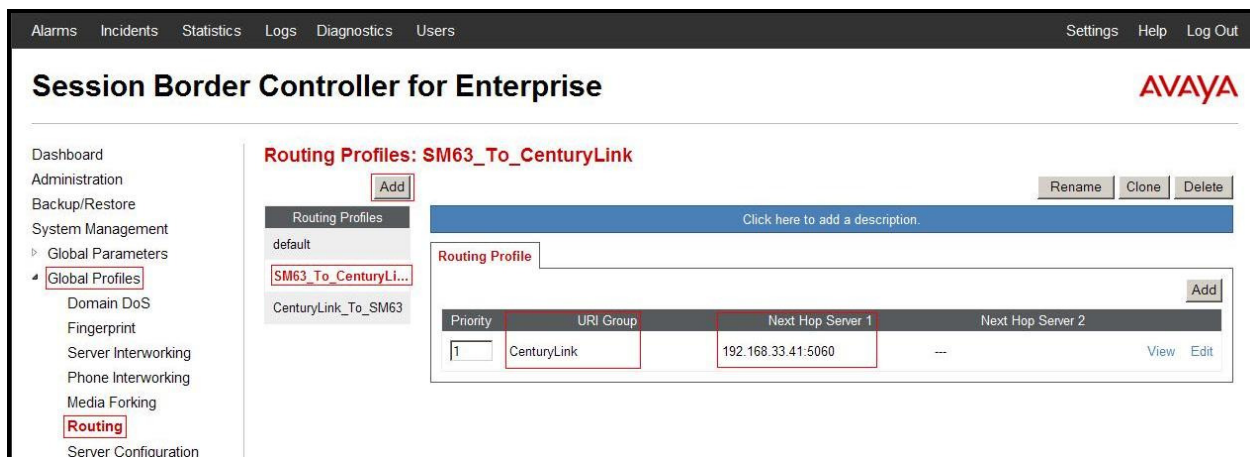 Alarms Incidents Statistics Logs Diagnostics Users Settings Help Log Out
Session Border Controller for Enterprise
AVAYA
Dashboard
Administration
Backup/Restore
System Management
Global Parameters
Global Profiles
Domain DoS
Fingerprint
Server Interworking
Phone Interworking
Media Forking
Routing
Server Configuration
Routing Profiles: SM63_To_CenturyLink
Add
Rename Clone Delete
Routing Profiles
default
SM63_To_CenturyLi...
CenturyLink_To_SM63
Click here to add a description.
Routing Profile
Add
Priority URI Group Next Hop Server 1 Next Hop Server 2
1 CenturyLink 192.168.33.41:5060 --- View Edit